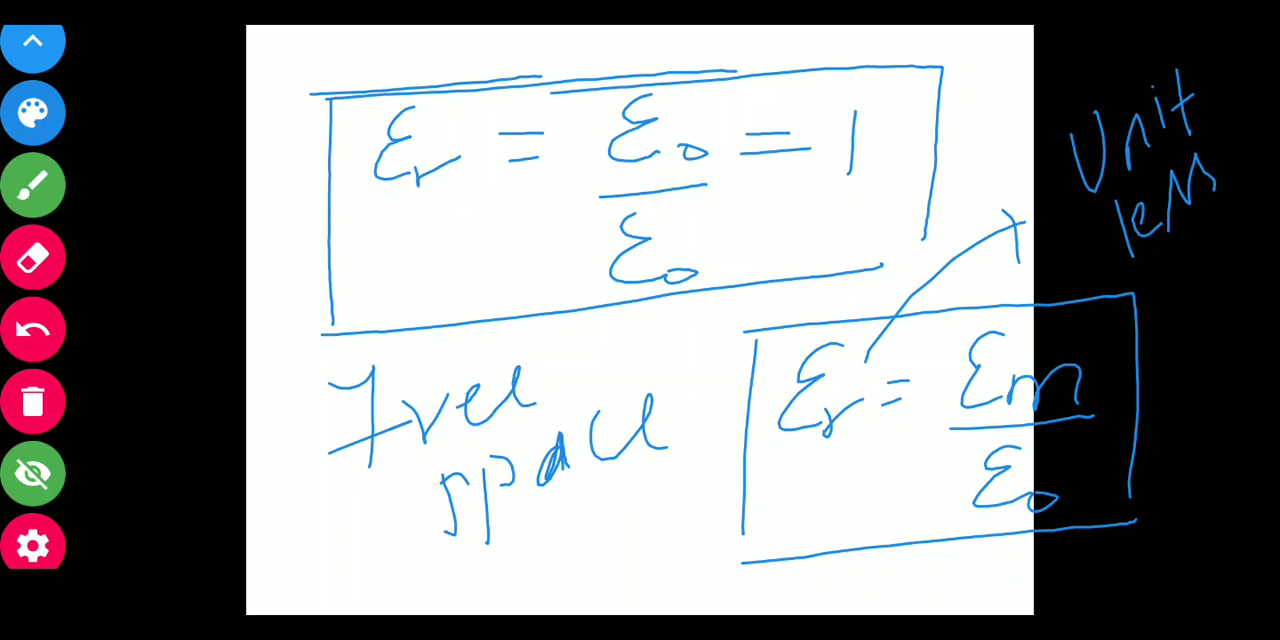 εr = ε0/ε0 = 1
Unit
less
Free
space
εr = εm/ε0